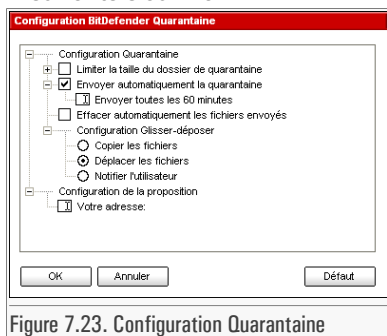 Configuration BitDefender Quarantaine
Configuration Quarantaine
Limiter la taille du dossier de quarantaine
Envoyer automatiquement la quarantaine
Envoyer toutes les 60 minutes
Effacer automatiquement les fichiers envoyés
Configuration Glisser-déposer
Copier les fichiers
Déplacer les fichiers
Notifier l'utilisateur
Configuration de la proposition
Votre adresse:
OK Annuler Défaut
Figure 7.23. Configuration Quarantaine